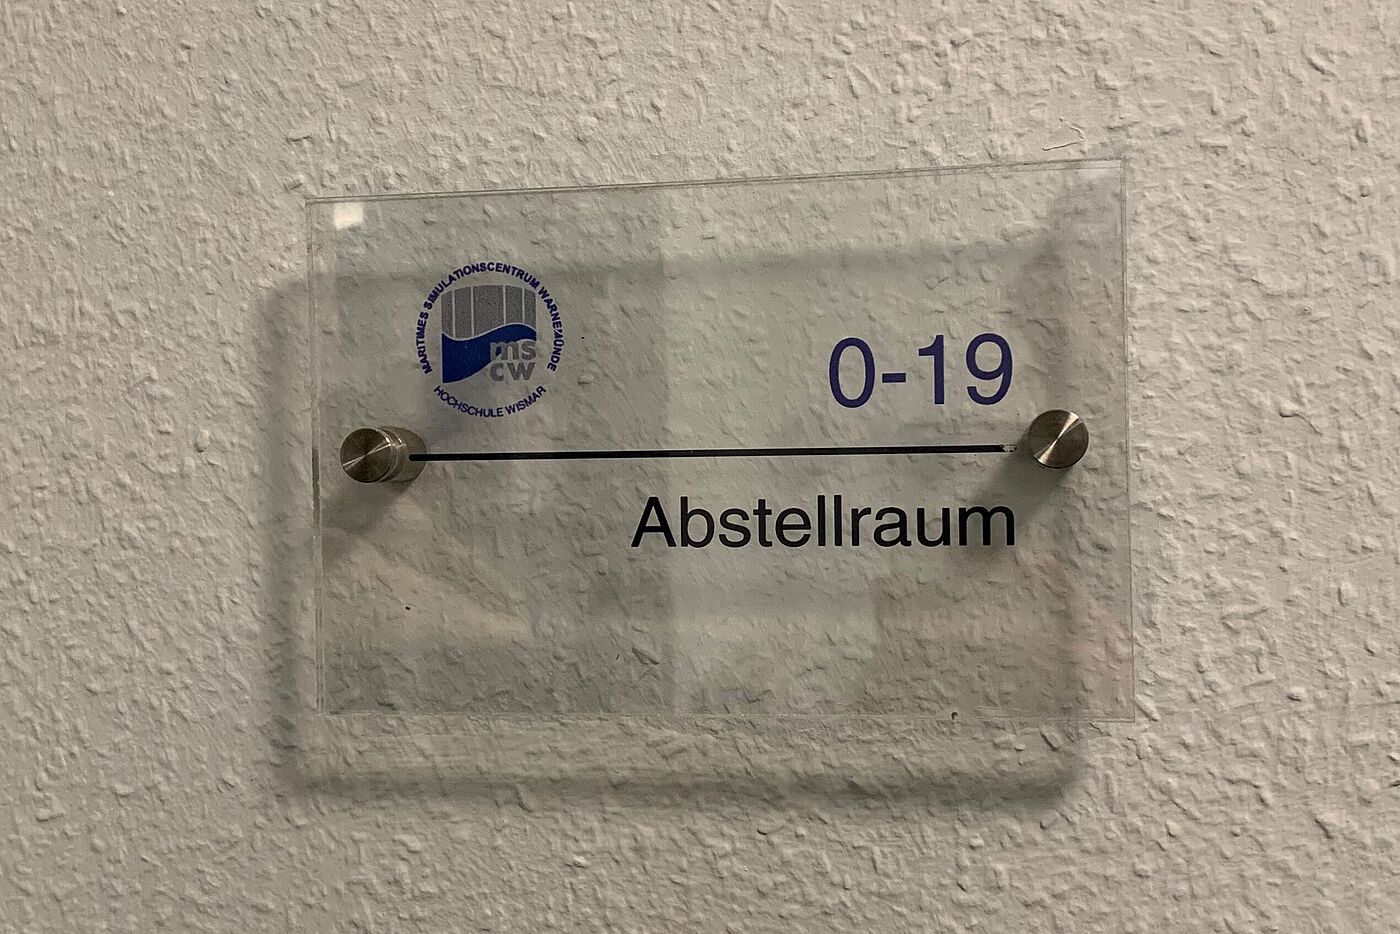 MARITIMES SIMULATIONSCENTRUM WARNEMÜNDE
ms
cw
HOCHSCHULE WISMAR
0-19
Abstellraum